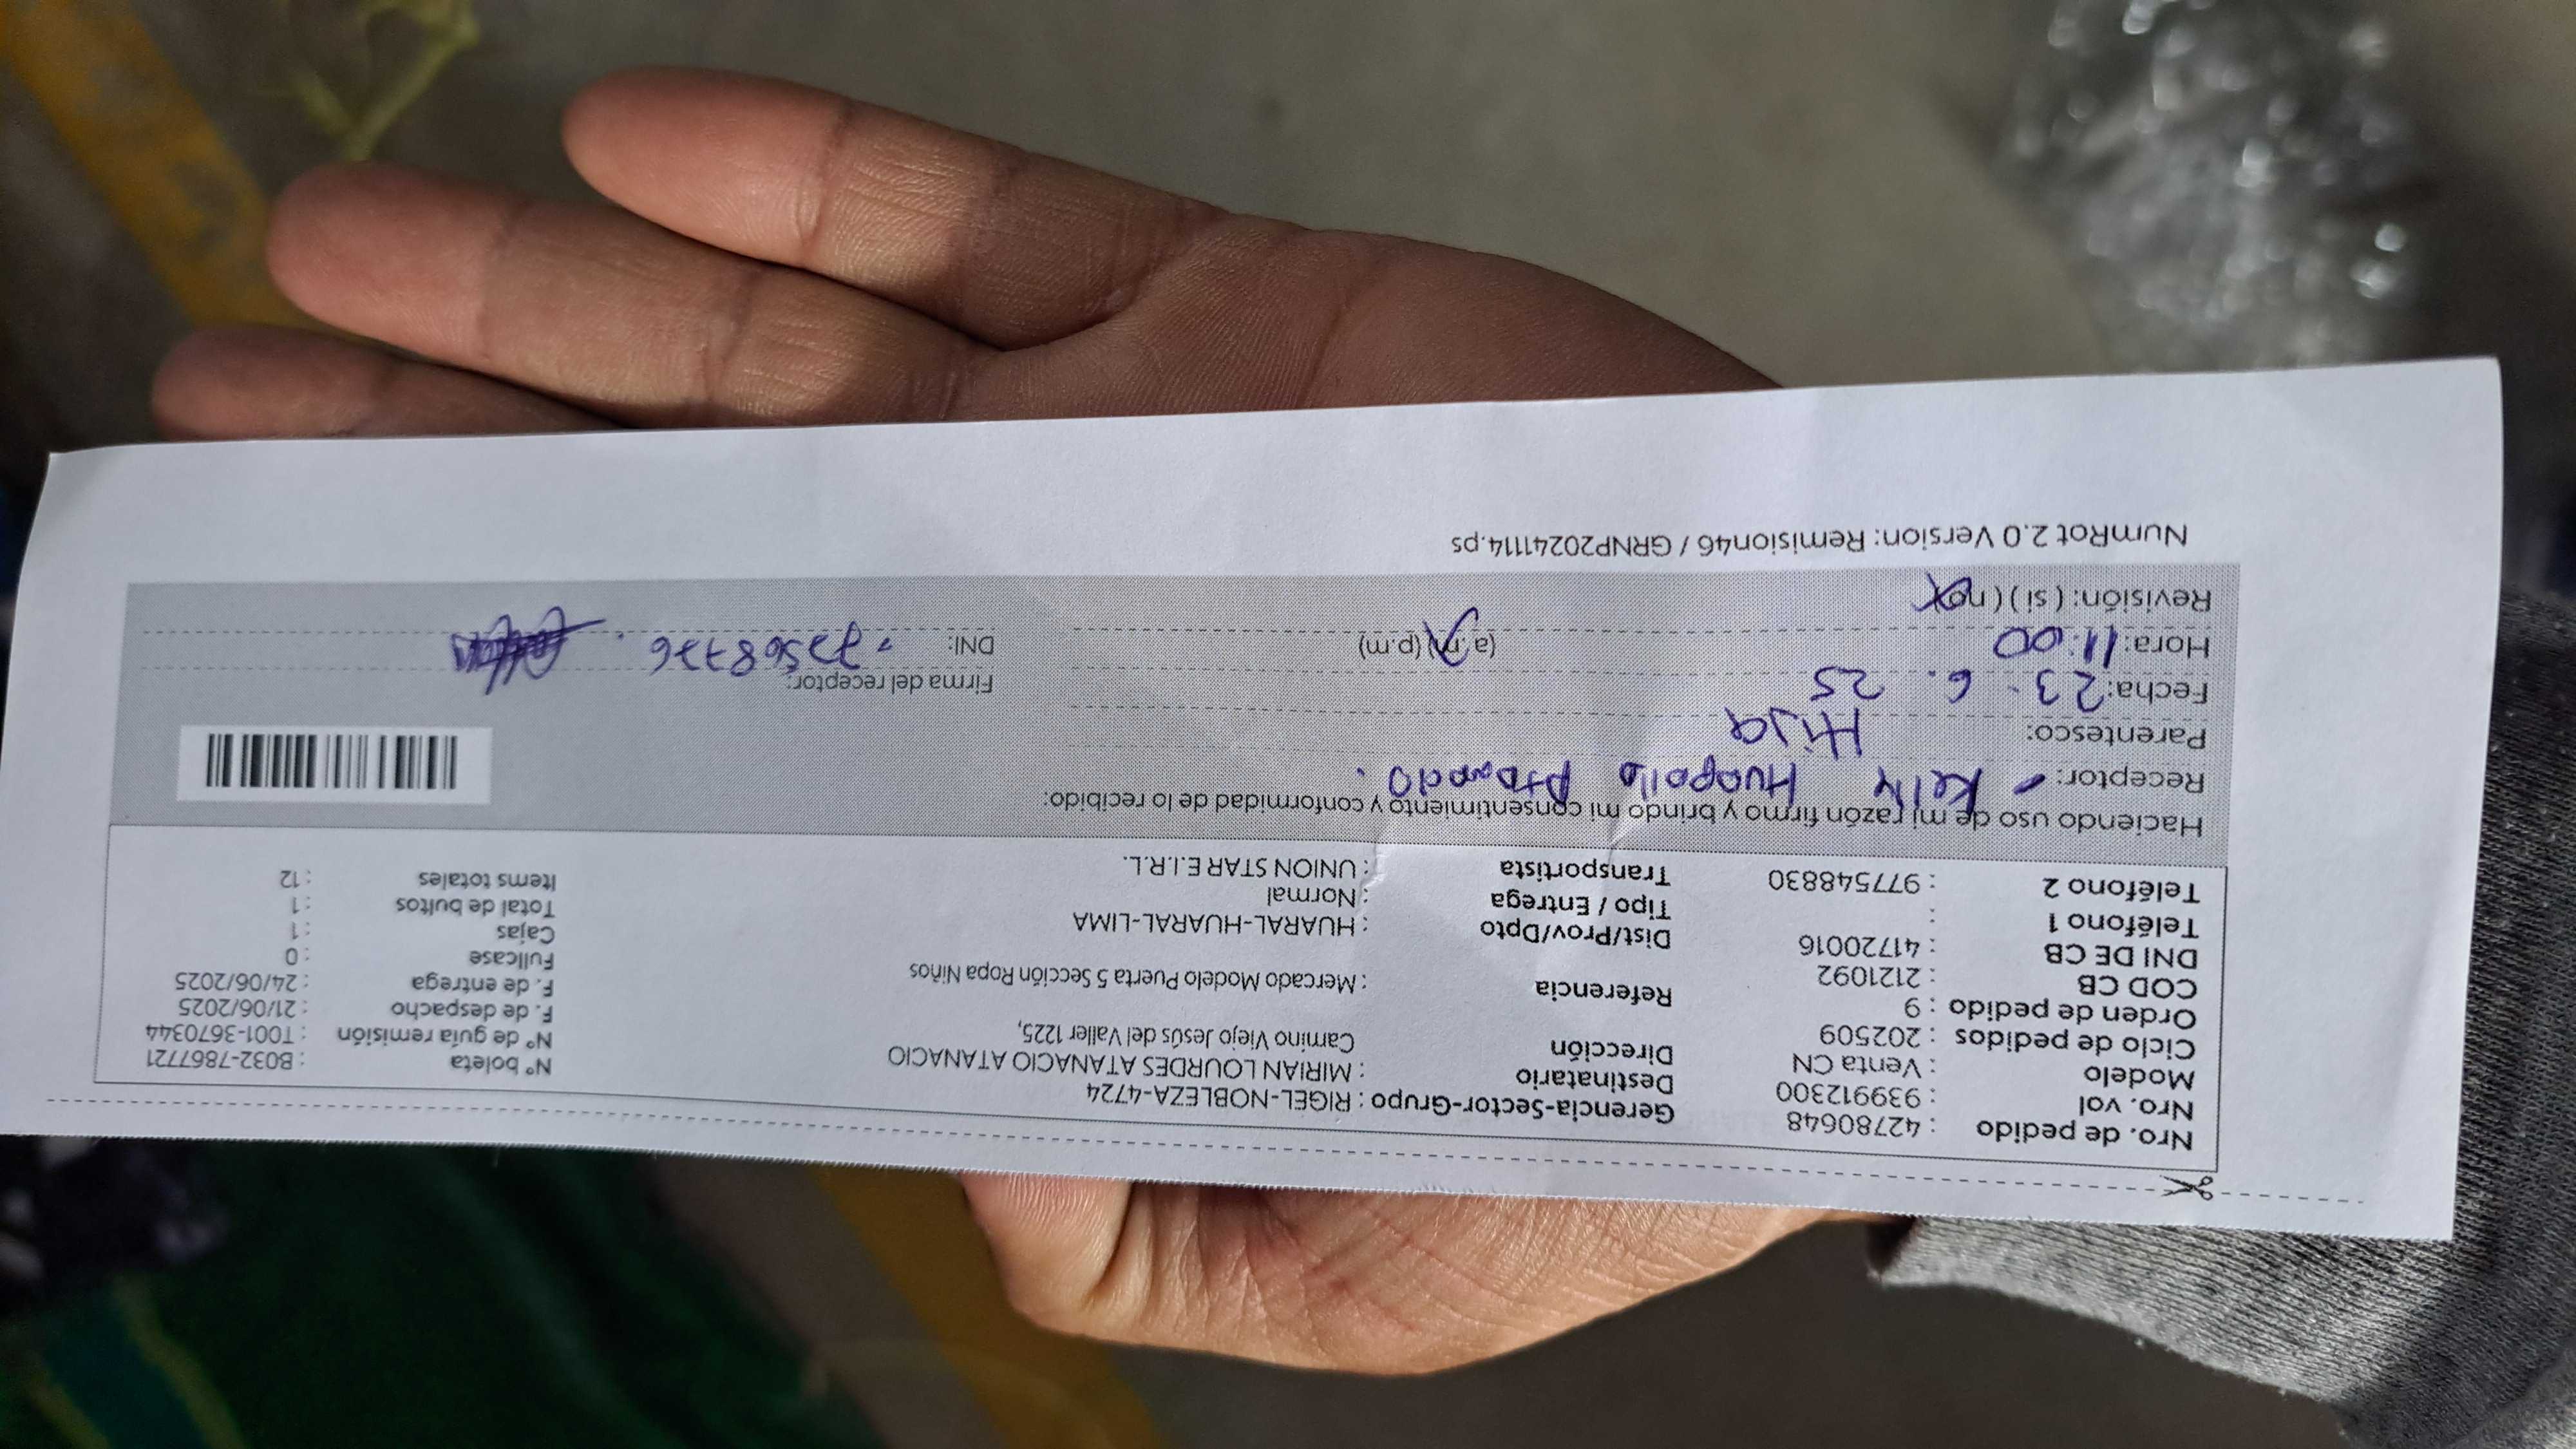 Nro. de pedido : 42780648 Gerencia-Sector-Grupo : RIGEL-NOBLEZA-4724
Nro. vol : 939912300 Destinatario : MIRIAN LOURDES ATANACIO ATANACIO Nº boleta : B032-7867721
Modelo : Venta CN Dirección Camino Viejo Jesús del Valler 1225, Nº de guía remisión : T001-3670344
Ciclo de pedidos : 202509 F. de despacho : 21/06/2025
Orden de pedido : 9 Referencia : Mercado Modelo Puerta 5 Sección Ropa Niños F. de entrega : 24/06/2025
COD CB : 2121092 Fullcase : 0
DNI DE CB : 41720016 Dist/Prov/Dpto : HUARAL-HUARAL-LIMA Cajas : 1
Teléfono 1 : Tipo / Entrega : Normal Total de bultos : 1
Teléfono 2 : 977548830 Transportista : UNION STAR E.I.R.L. Items totales : 12
Haciendo uso de mi razón firmo y brindo mi consentimiento y conformidad de lo recibido:
Receptor: - Kelly Huapalla
Parentesco: Hija
Fecha: 23. 6. 25 Firma del receptor:
Hora: 11:00 (a.m) (p.m) DNI:
Revisión: ( si ) ( no )
NumRot 2.0 Version: Remision46 / GRNP20241114.ps